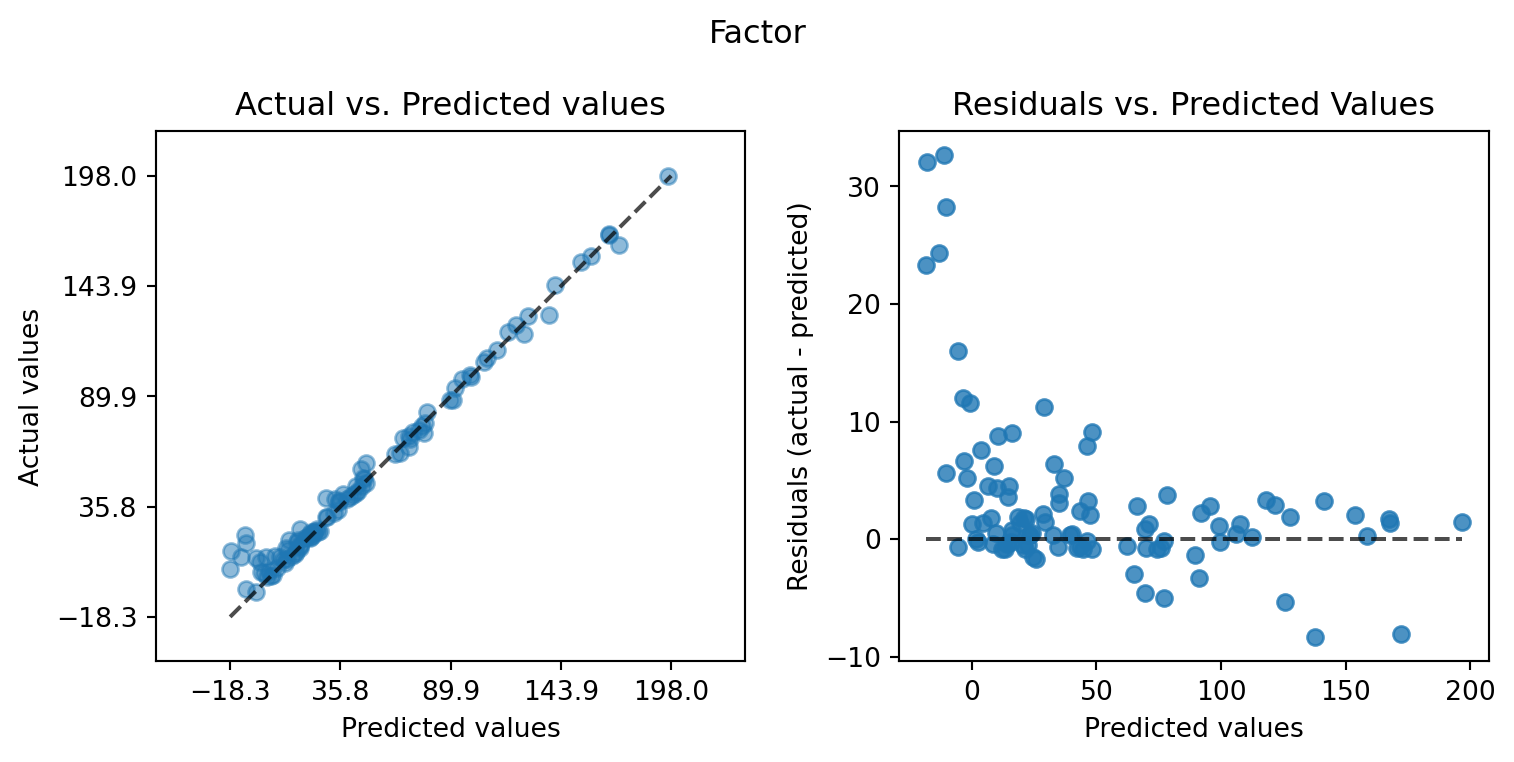 Factor
Actual vs. Predicted values
Actual values
198.0
143.9
89.9
35.8
−18.3
−18.3 35.8 89.9 143.9 198.0
Predicted values
Residuals vs. Predicted Values
Residuals (actual - predicted)
30
20
10
0
−10
0 50 100 150 200
Predicted values